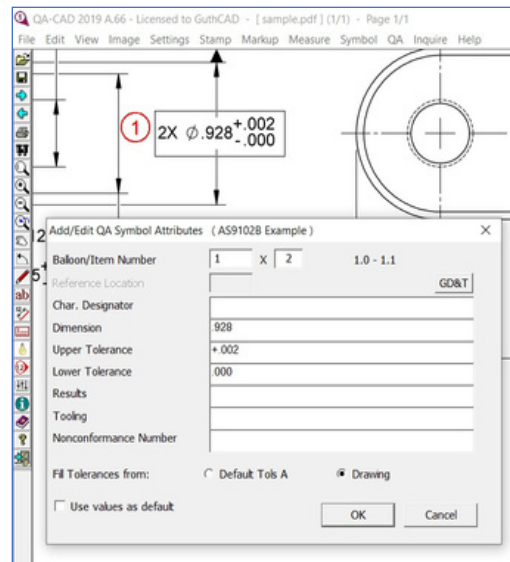 QA-CAD 2019 A.66 - Licensed to GuthCAD - [ sample.pdf ] (1/1) - Page 1/1
File Edit View Image Settings Stamp Markup Measure Symbol QA Inquire Help
1 2X ∅.928 +.002
-.000
Add/Edit QA Symbol Attributes ( AS9102B Example )
Balloon/Item Number 1 X 2 1.0 - 1.1
Reference Location GD&T
Char. Designator
Dimension .928
Upper Tolerance +.002
Lower Tolerance .000
Results
Tooling
Nonconformance Number
Fill Tolerances from: Default Tols A Drawing
Use values as default
OK Cancel